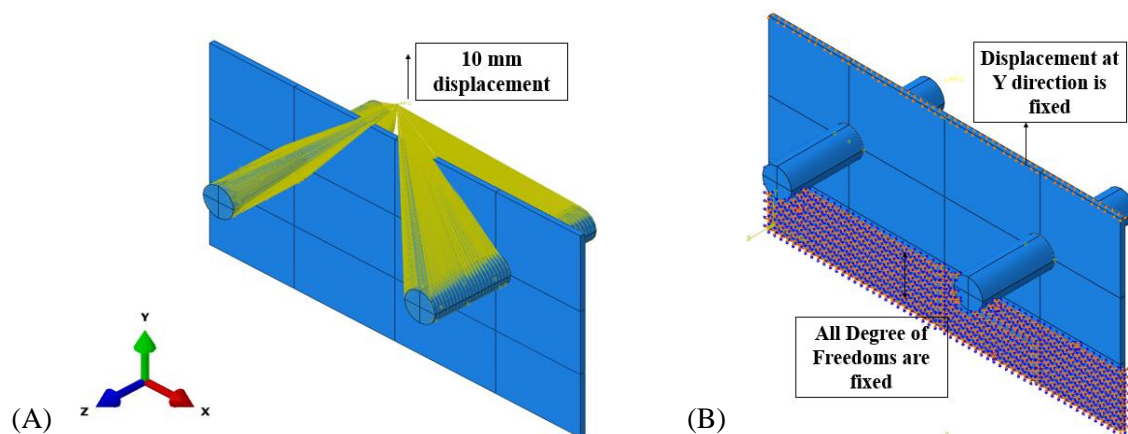 10 mm
displacement
Displacement at
Y direction is
fixed
All Degree of
Freedoms are
fixed
Y
Z
X
(A)
(B)